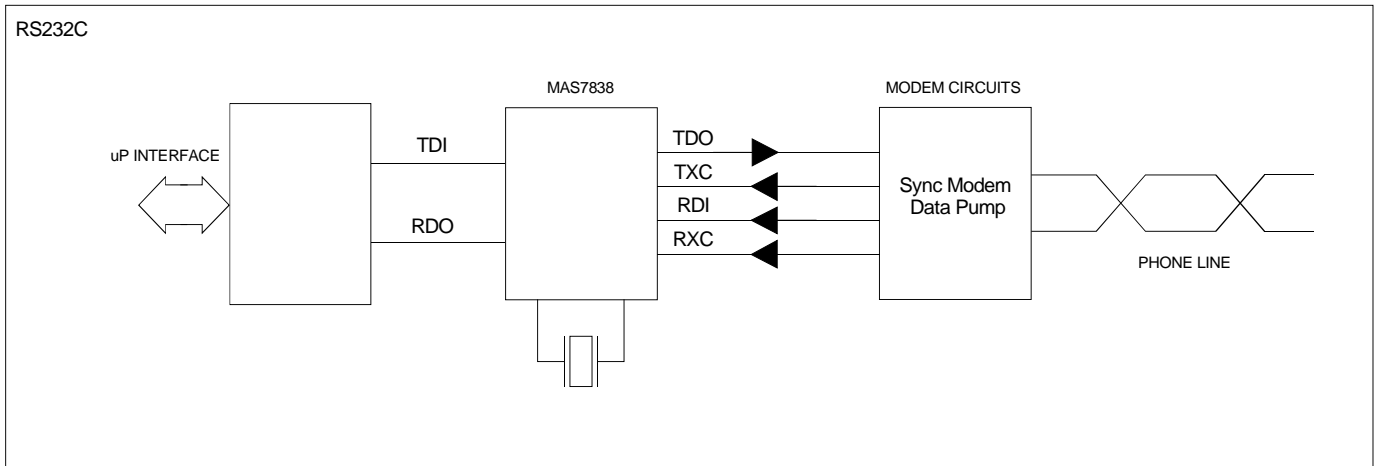 RS232C
MAS7838
MODEM CIRCUITS
uP INTERFACE
TDI
RDO
TDO
TXC
RDI
RXC
Sync Modem
Data Pump
PHONE LINE